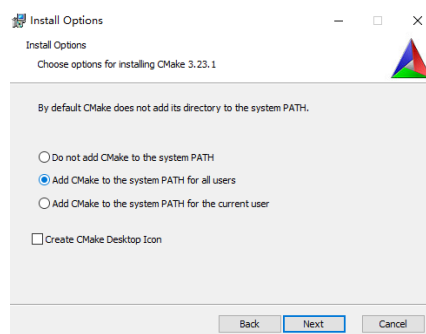 Install Options
Install Options
Choose options for installing CMake 3.23.1
By default CMake does not add its directory to the system PATH.
Do not add CMake to the system PATH
Add CMake to the system PATH for all users
Add CMake to the system PATH for the current user
Create CMake Desktop Icon
Back Next Cancel